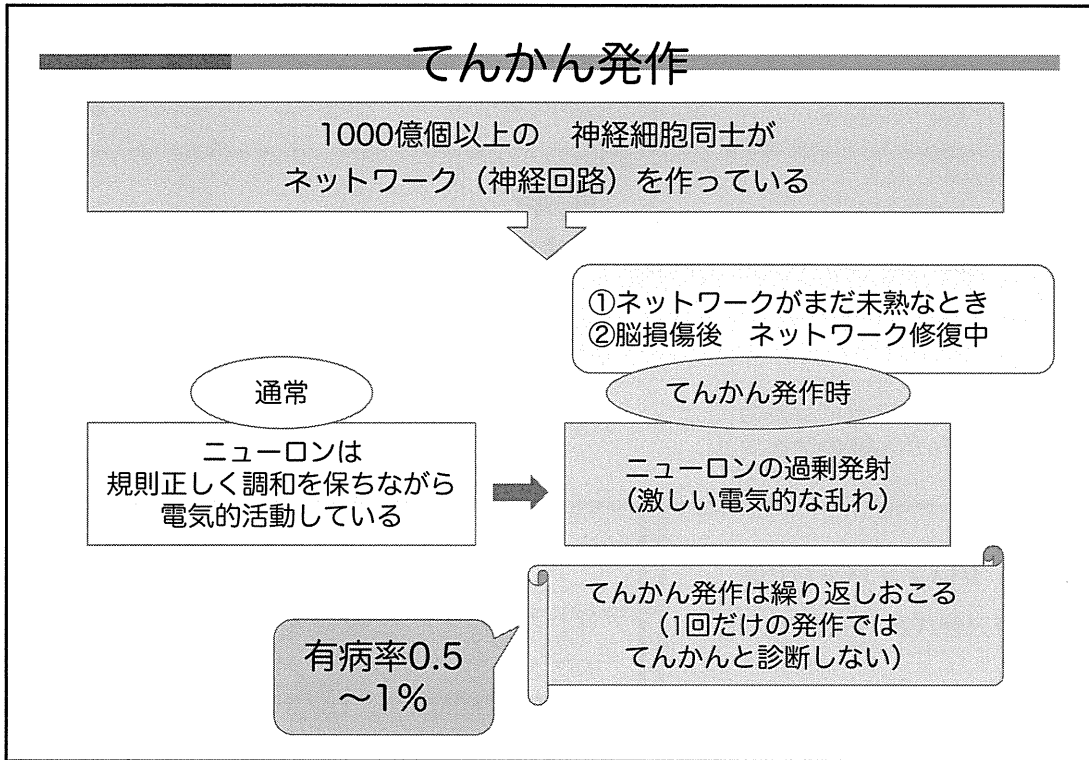 てんかん発作
1000億個以上の　神経細胞同士が
ネットワーク（神経回路）を作っている
①ネットワークがまだ未熟なとき
②脳損傷後　ネットワーク修復中
通常
てんかん発作時
ニューロンは
規則正しく調和を保ちながら
電気的活動している
ニューロンの過剰発射
（激しい電気的な乱れ）
てんかん発作は繰り返しおこる
（1回だけの発作では
てんかんと診断しない）
有病率0.5
～1%